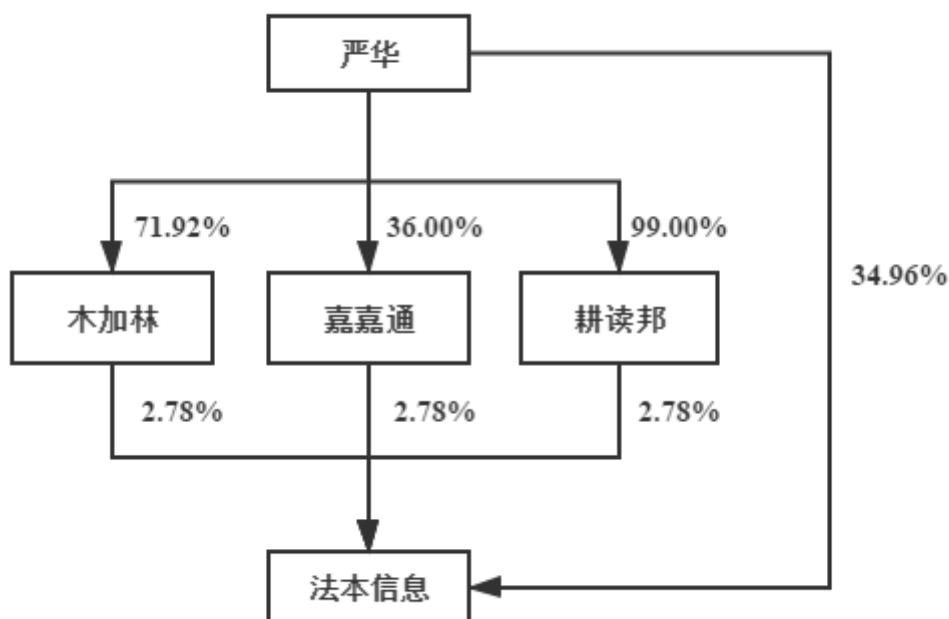 严华
71.92%
36.00%
99.00%
34.96%
木加林
嘉嘉通
耕读邦
2.78%
2.78%
2.78%
法本信息